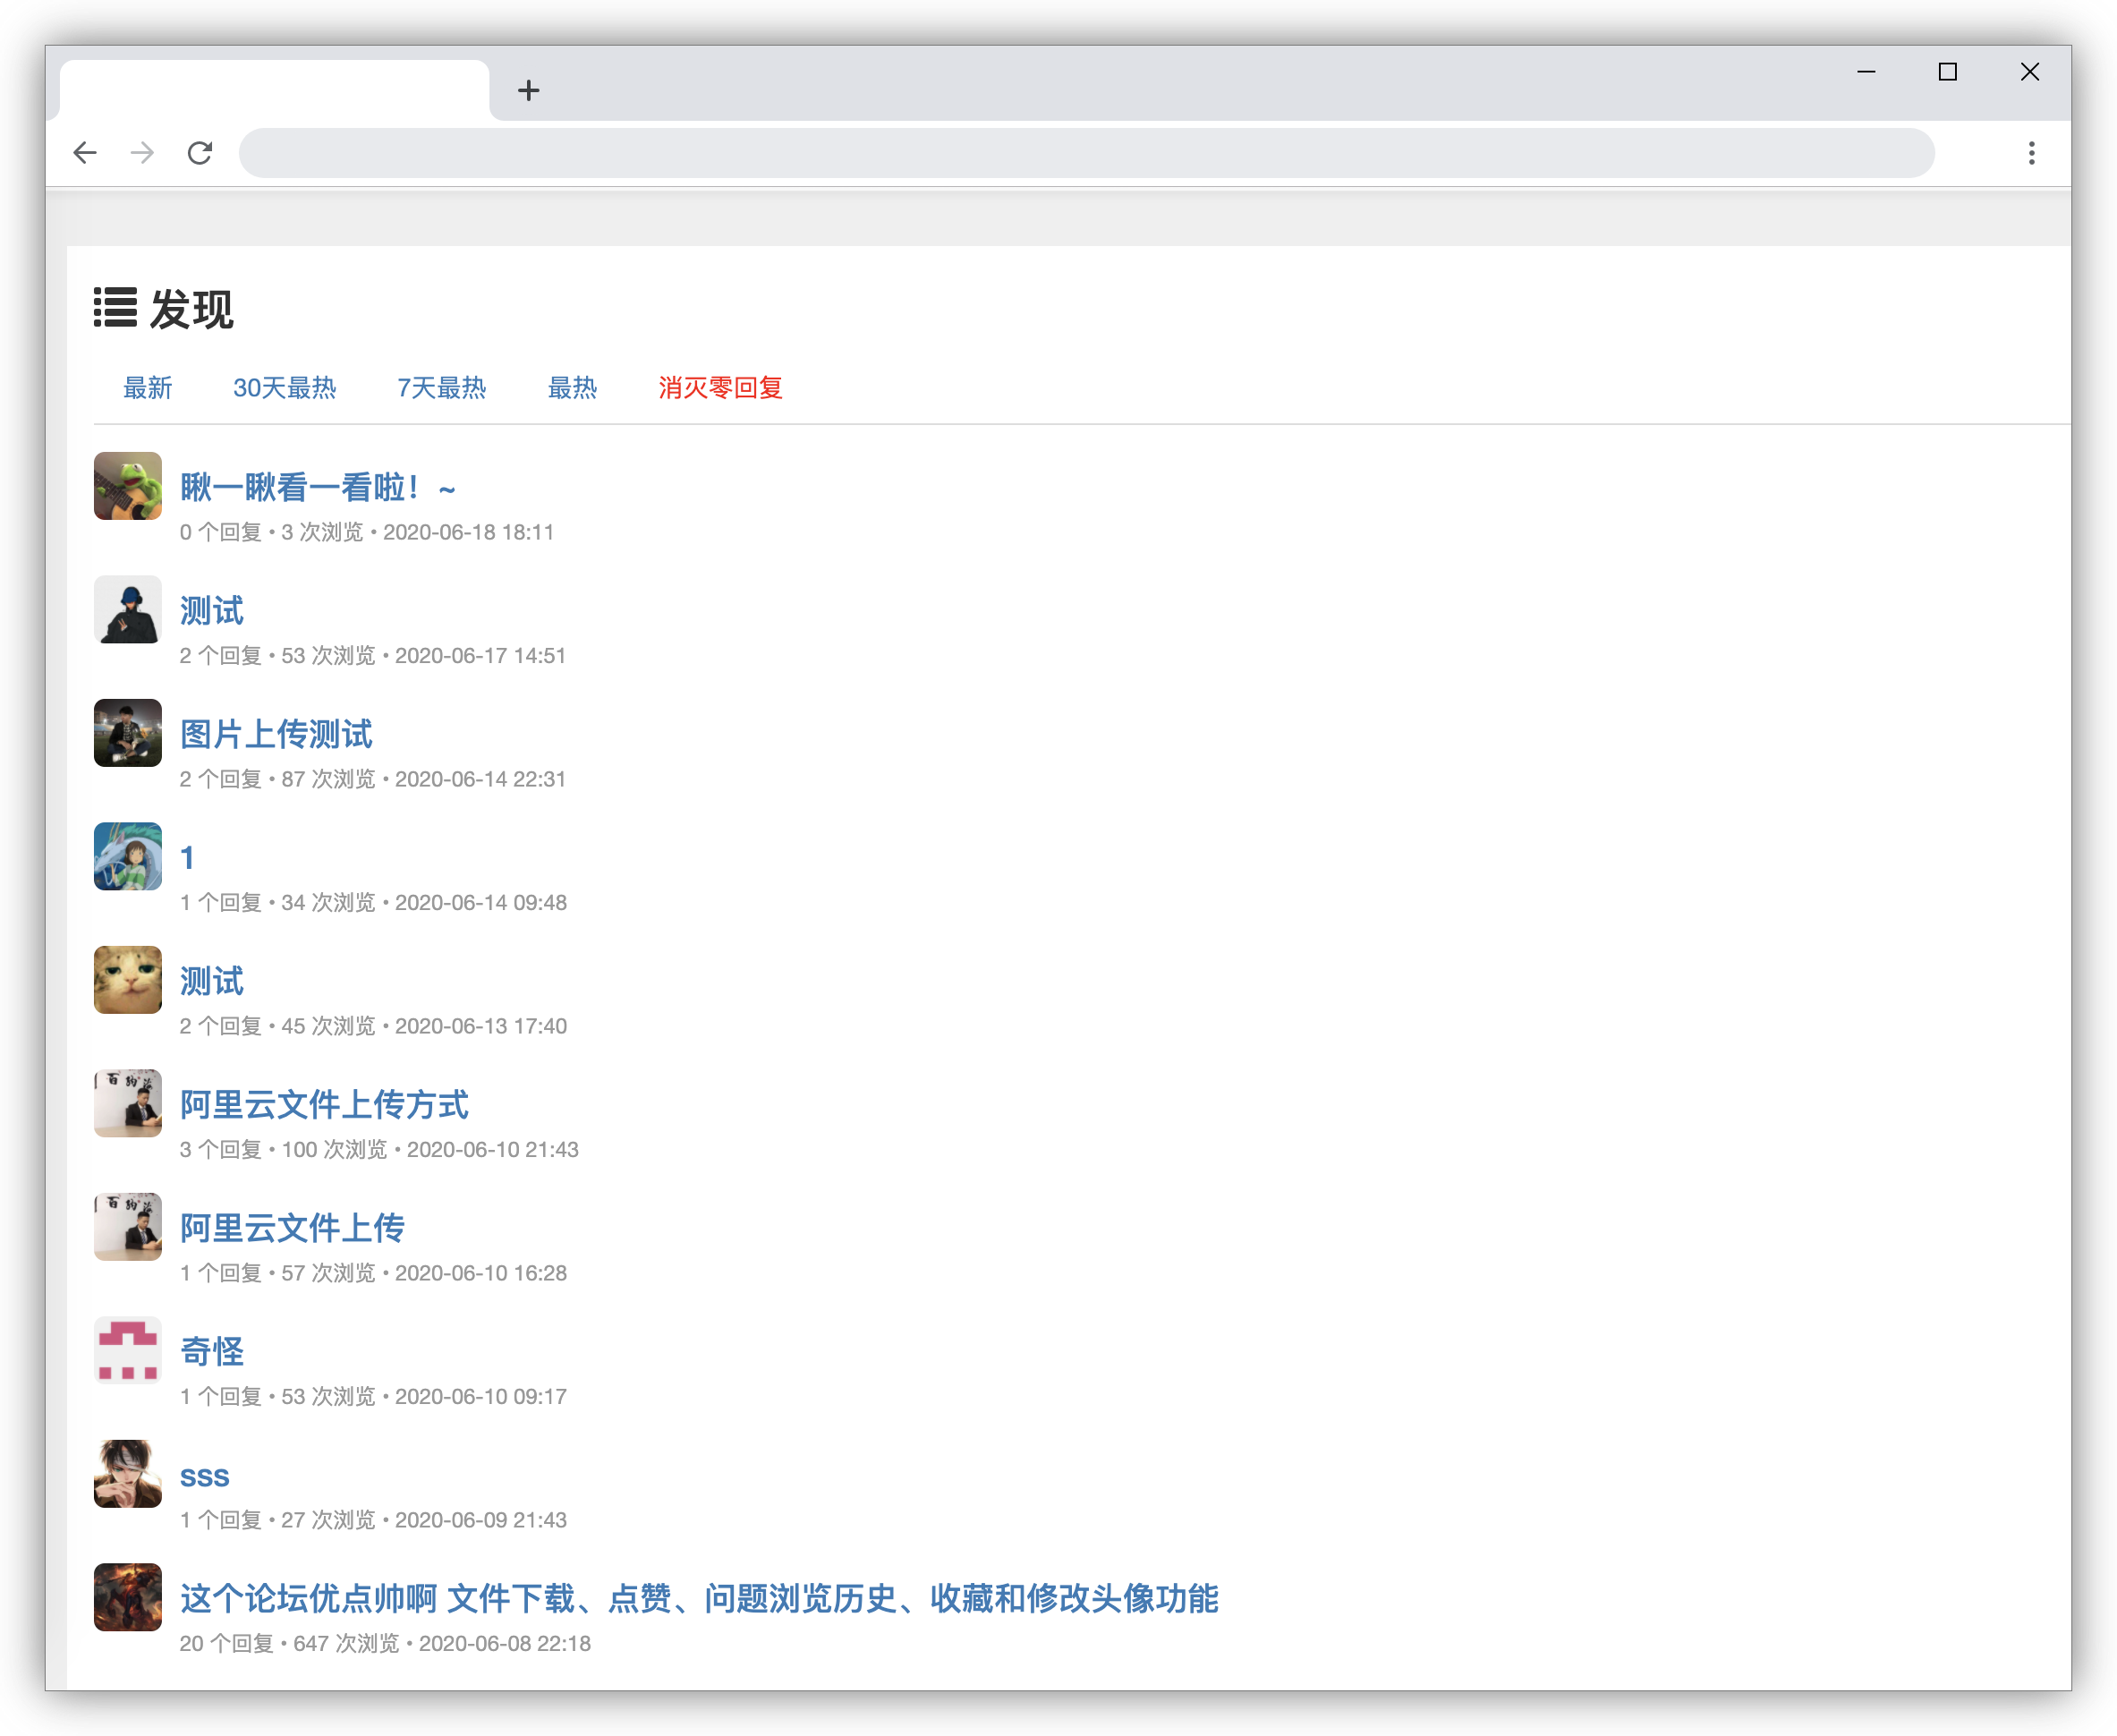 发现
最新 30天最热 7天最热 最热 消灭零回复
瞅一瞅看一看啦！~
0 个回复 • 3 次浏览 • 2020-06-18 18:11
测试
2 个回复 • 53 次浏览 • 2020-06-17 14:51
图片上传测试
2 个回复 • 87 次浏览 • 2020-06-14 22:31
1
1 个回复 • 34 次浏览 • 2020-06-14 09:48
测试
2 个回复 • 45 次浏览 • 2020-06-13 17:40
阿里云文件上传方式
3 个回复 • 100 次浏览 • 2020-06-10 21:43
阿里云文件上传
1 个回复 • 57 次浏览 • 2020-06-10 16:28
奇怪
1 个回复 • 53 次浏览 • 2020-06-10 09:17
sss
1 个回复 • 27 次浏览 • 2020-06-09 21:43
这个论坛优点帅啊 文件下载、点赞、问题浏览历史、收藏和修改头像功能
20 个回复 • 647 次浏览 • 2020-06-08 22:18